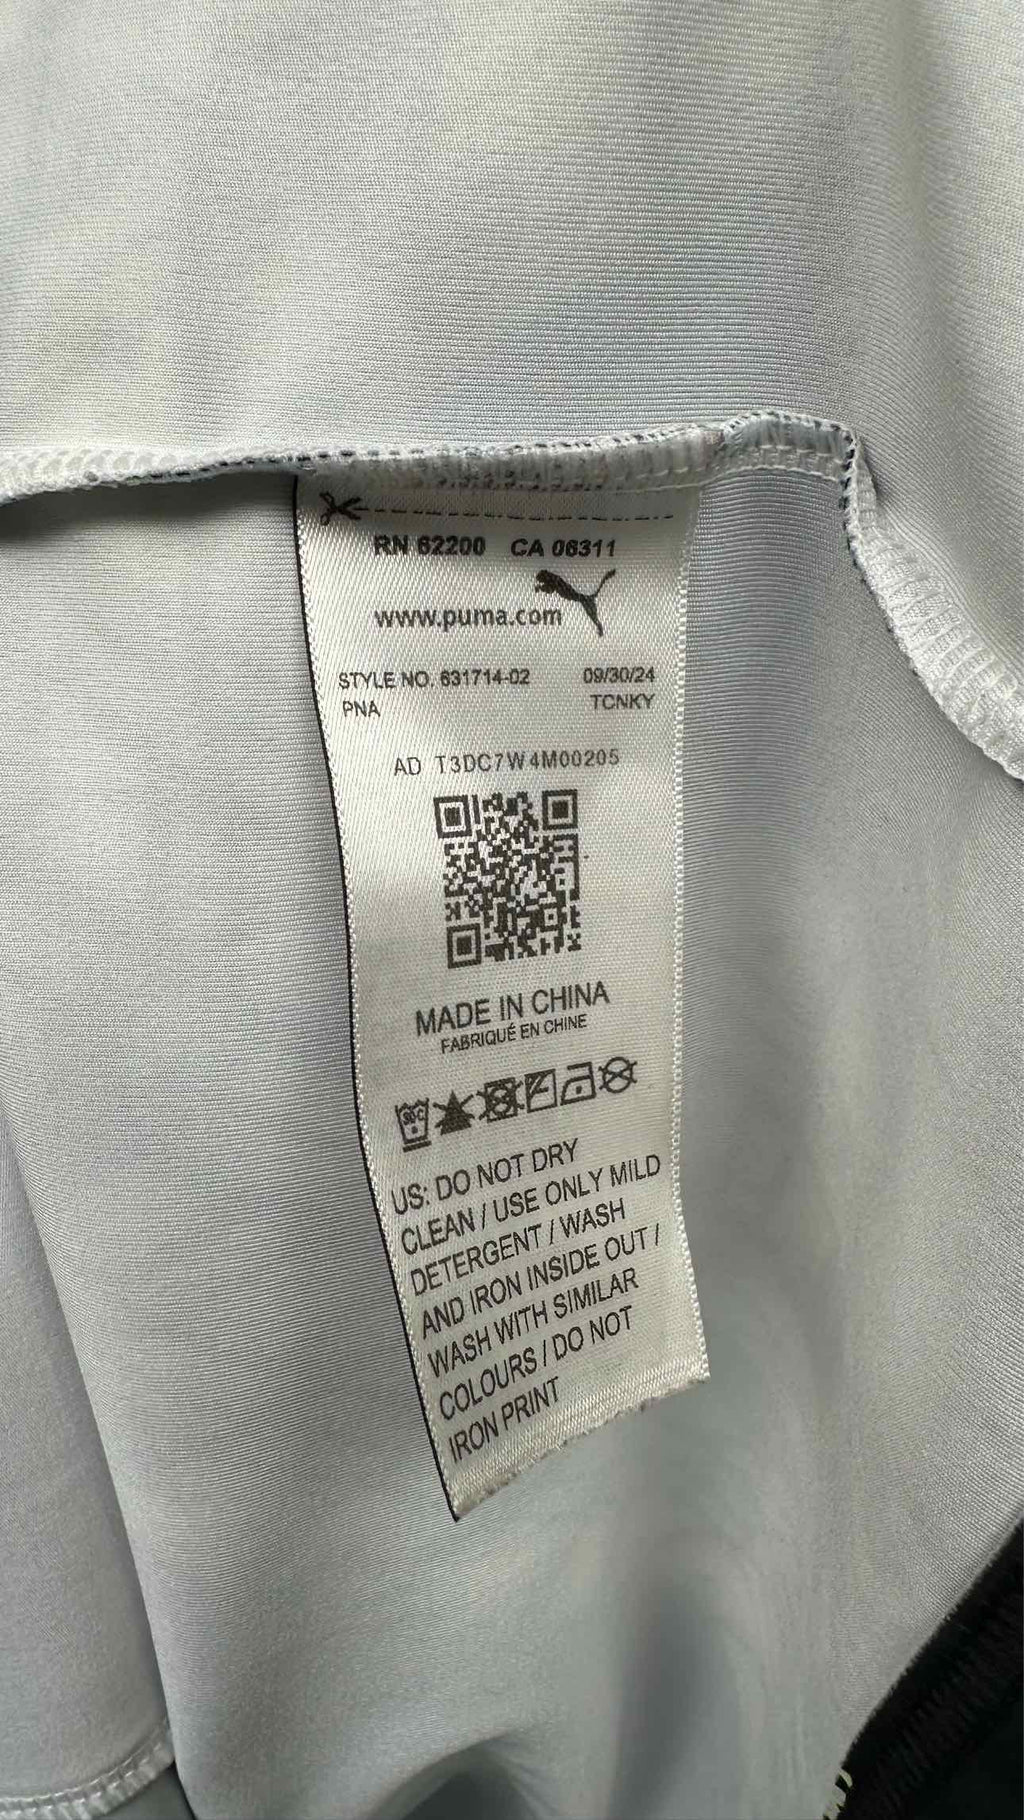 RN 62200 CA 06311
www.puma.com
STYLE NO. 631714-02 09/30/24
PNA TCNKY
AD T3DC7W4M00205
MADE IN CHINA
FABRIQUÉ EN CHINE
30°C
US: DO NOT DRY
CLEAN / USE ONLY MILD
DETERGENT / WASH
AND IRON INSIDE OUT /
WASH WITH SIMILAR
COLOURS / DO NOT
IRON PRINT